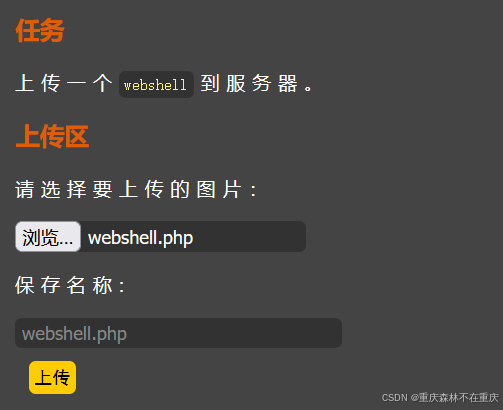 任务
上传一个 webshell 到服务器。
上传区
请选择要上传的图片：
浏览... webshell.php
保存名称：
webshell.php
上传
CSDN @重庆森林不在重庆